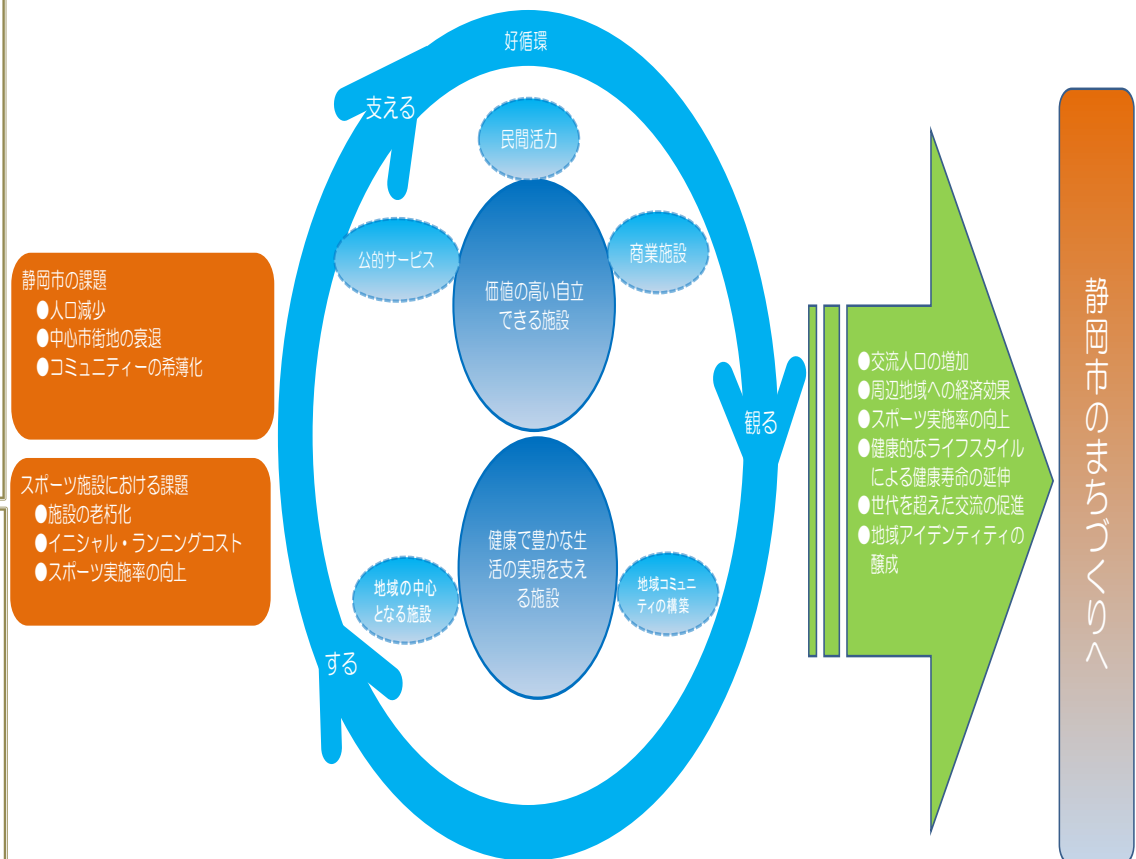 静岡市の課題
●人口減少
●中心市街地の衰退
●コミュニティーの希薄化
スポーツ施設における課題
●施設の老朽化
●イニシャル・ランニングコスト
●スポーツ実施率の向上
好循環
支える
民間活力
公的サービス
商業施設
価値の高い自立
できる施設
観る
健康で豊かな生
活の実現を支え
る施設
地域の中心
となる施設
地域コミュニ
ティの構築
する
●交流人口の増加
●周辺地域への経済効果
●スポーツ実施率の向上
●健康的なライフスタイル
による健康寿命の延伸
●世代を超えた交流の促進
●地域アイデンティティの
醸成
静岡市のまちづくりへ